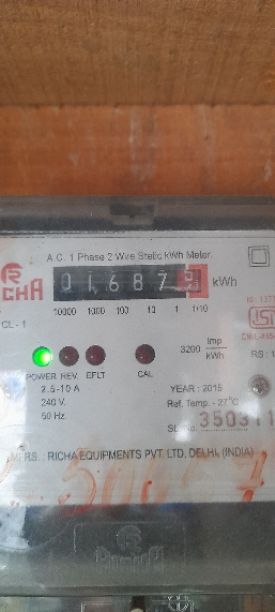 A.C. 1 Phase 2 Wire Static kWh Meter
RICHA
01687 kWh
10000 1000 100 10 1 1/10
CL - 1
3200 Imp/kWh
POWER REV. EFLT CAL
2.5-10 A
240 V.
50 Hz.
YEARE : 2015
Ref. Temp. - 27°C
RS : RICHA EQUIPMENTS PVT. LTD, DELHI, (INDIA)